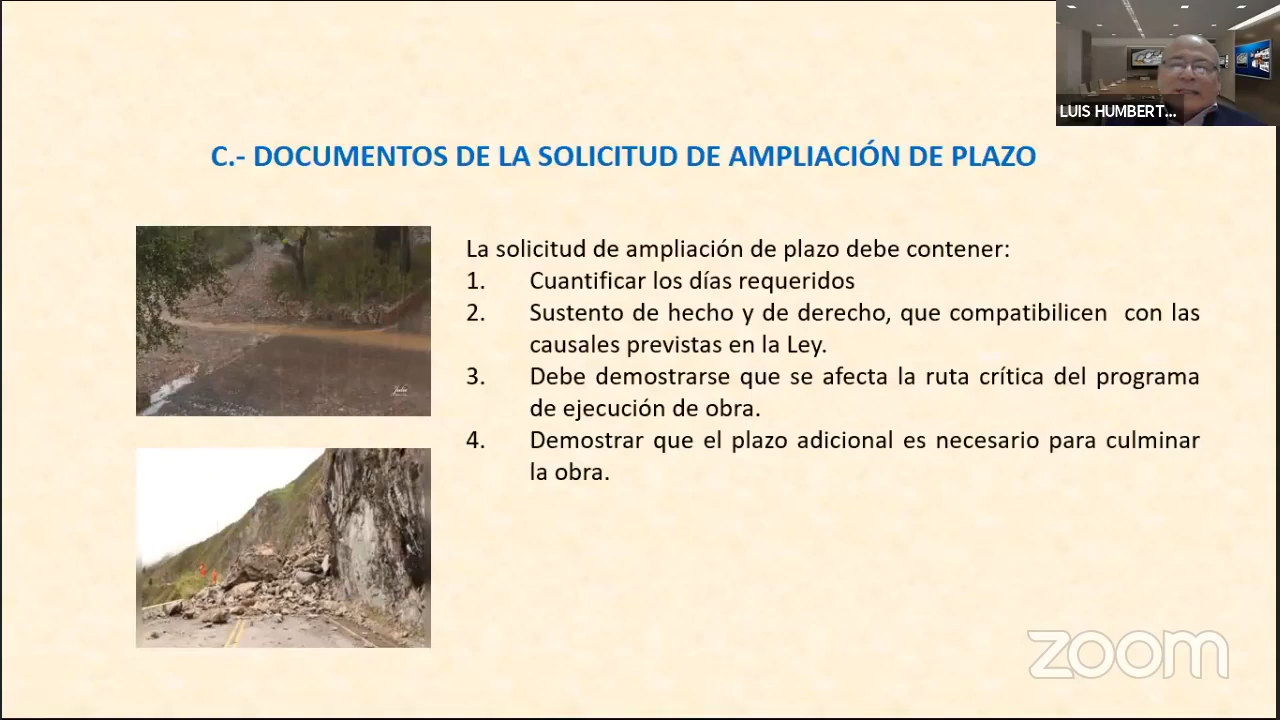 LUIS HUMBERT...
C.- DOCUMENTOS DE LA SOLICITUD DE AMPLIACIÓN DE PLAZO
La solicitud de ampliación de plazo debe contener:
1. Cuantificar los días requeridos
2. Sustento de hecho y de derecho, que compatibilicen con las
causales previstas en la Ley.
3. Debe demostrarse que se afecta la ruta crítica del programa
de ejecución de obra.
4. Demostrar que el plazo adicional es necesario para culminar
la obra.
zoom